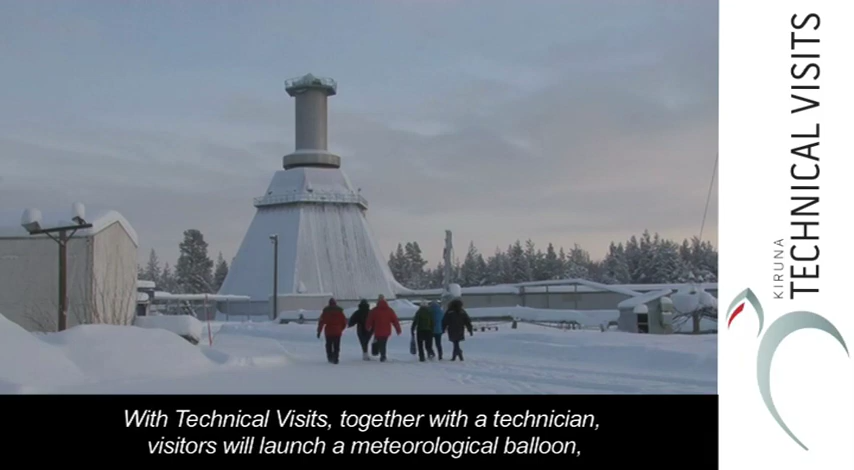 KIRUNA
TECHNICAL VISITS
With Technical Visits, together with a technician,
visitors will launch a meteorological balloon,